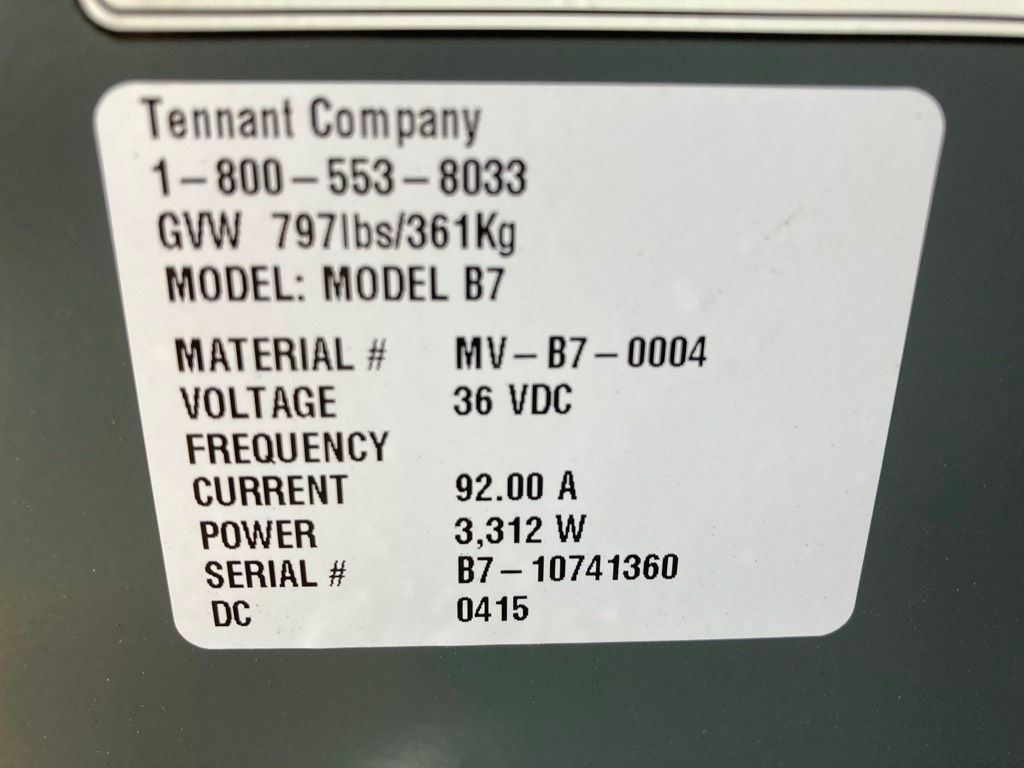 Tennant Company
1-800-553-8033
GVW 797lbs/361Kg
MODEL: MODEL B7
MATERIAL # MV-B7-0004
VOLTAGE 36 VDC
FREQUENCY
CURRENT 92.00 A
POWER 3,312 W
SERIAL # B7-10741360
DC 0415